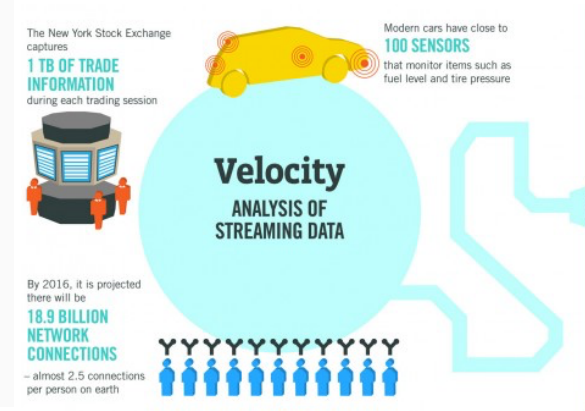 The New York Stock Exchange
captures
1 TB OF TRADE
INFORMATION
during each trading session
Modern cars have close to
100 SENSORS
that monitor items such as
fuel level and tire pressure
Velocity
ANALYSIS OF
STREAMING DATA
By 2016, it is projected
there will be
18.9 BILLION
NETWORK
CONNECTIONS
– almost 2.5 connections
per person on earth